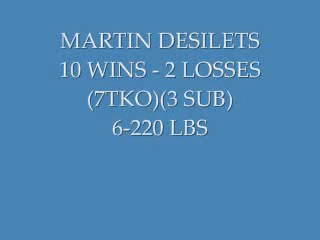 MARTIN DESILETS
10 WINS - 2 LOSSES
(7TKO)(3 SUB)
6-220 LBS